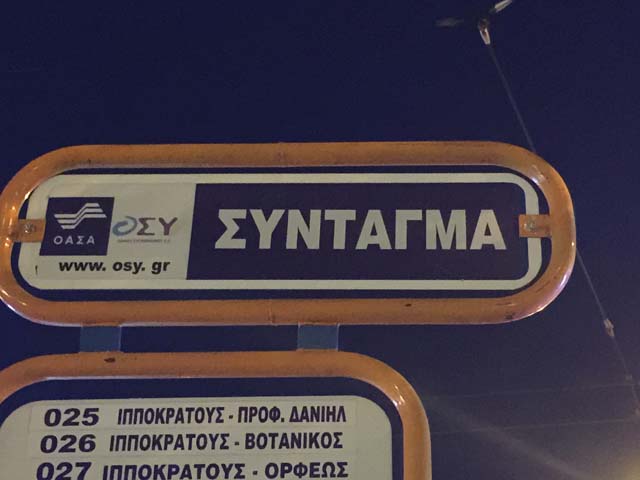 ΟΑΣΑ
ΟΣΥ
www. osy. gr
ΣΥΝΤΑΓΜΑ
025 ΙΠΠΟΚΡΑΤΟΥΣ - ΠΡΟΦ. ΔΑΝΙΗΛ
026 ΙΠΠΟΚΡΑΤΟΥΣ - ΒΟΤΑΝΙΚΟΣ
027 ΙΠΠΟΚΡΑΤΟΥΣ - ΟΡΦΕΩΣ